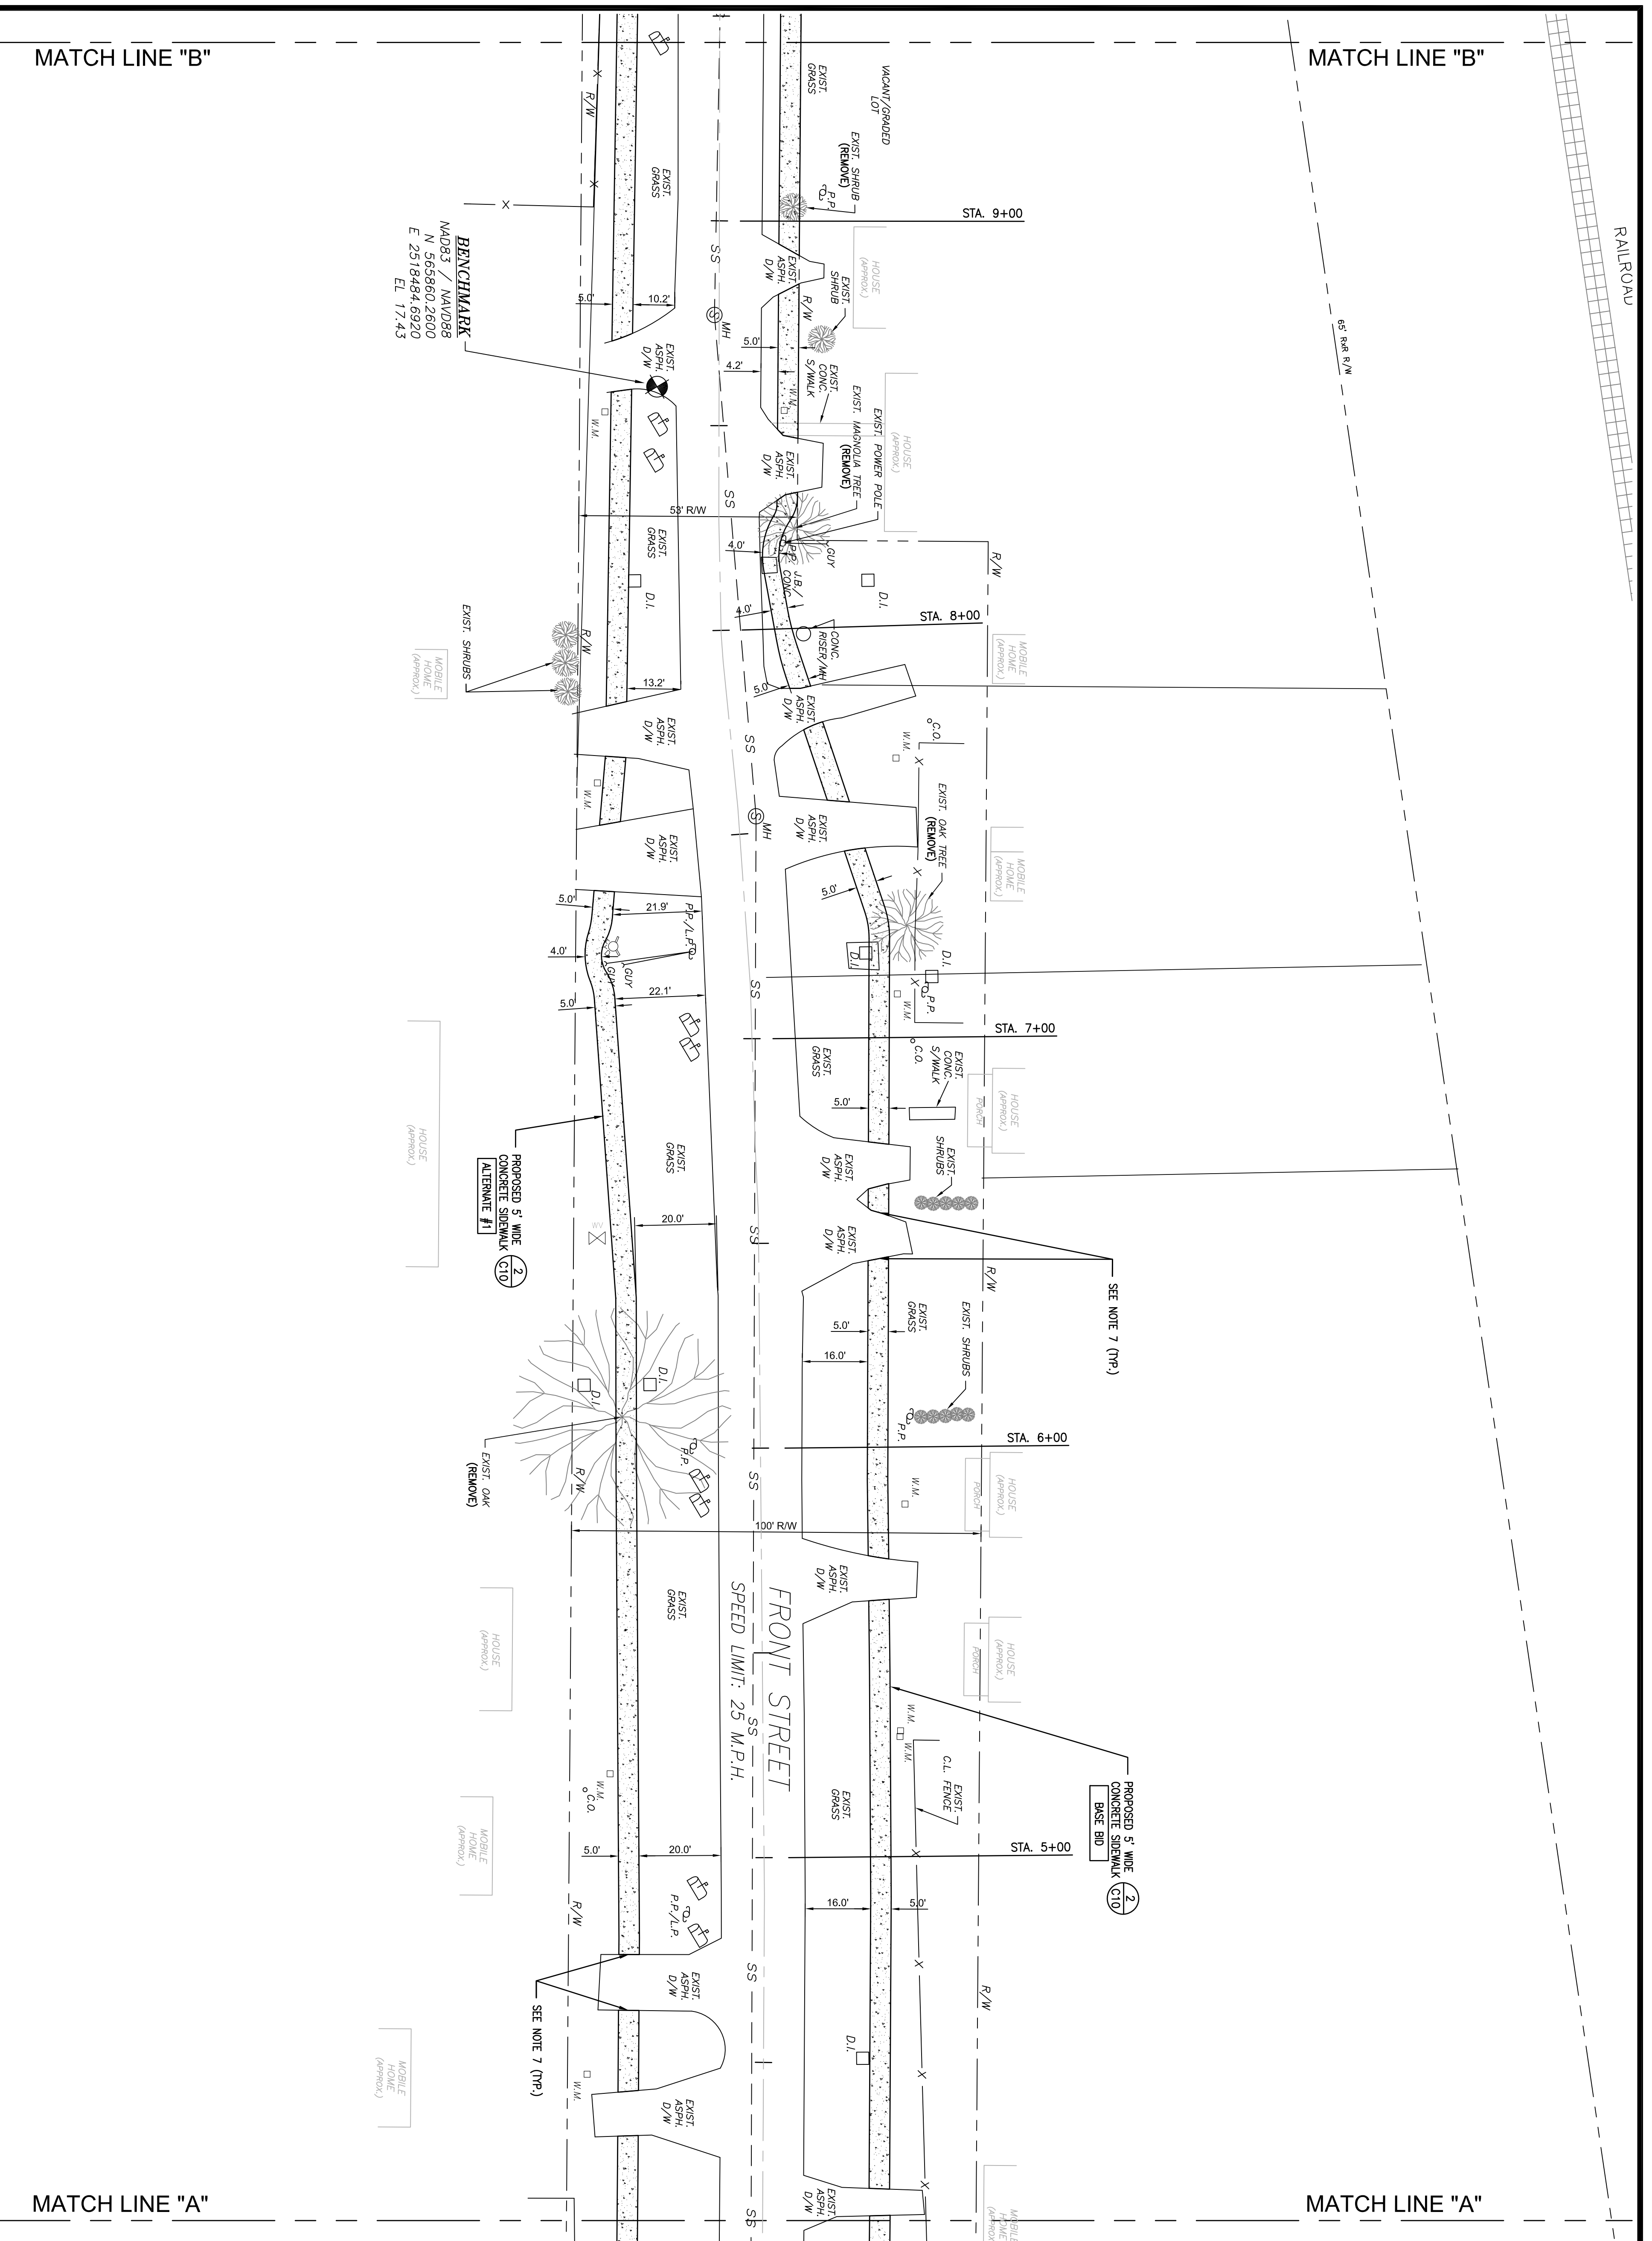 MATCH LINE "B"
MATCH LINE "B"
RAILROAD
65' RxR R/W
VACANT/GRADED
LOT
EXIST.
GRASS
R/W
EXIST. SHRUB
(REMOVE)
P.P.
EXIST.
GRASS
X
X
X
STA. 9+00
HOUSE
(APPROX.)
EXIST.
SHRUB
EXIST.
ASPH.
D/W
R/W
SS
BENCHMARK
NAD83 / NAVD88
N 565860.2600
E 2518484.6920
EL 17.43
5.0'
10.2'
MH
S
5.0'
4.2'
EXIST.
ASPH.
D/W
EXIST.
CONC.
S/WALK
W.M.
W.M.
HOUSE
(APPROX.)
EXIST. POWER POLE
EXIST. MAGNOLIA TREE
(REMOVE)
EXIST.
ASPH.
D/W
SS
53' R/W
EXIST.
GRASS
GUY
P.P.
4.0'
J.B./
CONC.
R/W
D.I.
D.I.
4.0'
STA. 8+00
CONC.
RISER/MH
EXIST. SHRUBS
R/W
MOBILE
HOME
(APPROX.)
MOBILE
HOME
(APPROX.)
13.2'
5.0'
EXIST.
ASPH.
D/W
EXIST.
ASPH.
D/W
SS
C.O.
W.M.
X
W.M.
EXIST. OAK TREE
(REMOVE)
MH
S
EXIST.
ASPH.
D/W
EXIST.
ASPH.
D/W
MOBILE
HOME
(APPROX.)
X
5.0'
5.0'
21.9'
P.P./L.P.
4.0'
GUY
GUY
D.I.
D.I.
X
P.P.
W.M.
5.0'
22.1'
SS
STA. 7+00
C.O.
EXIST.
CONC.
S/WALK
EXIST.
GRASS
HOUSE
(APPROX.)
PORCH
5.0'
HOUSE
(APPROX.)
PROPOSED 5' WIDE
CONCRETE SIDEWALK
ALTERNATE #1
2
C10
EXIST.
GRASS
EXIST.
SHRUBS
EXIST.
ASPH.
D/W
20.0'
WV
SS
EXIST.
ASPH.
D/W
R/W
SEE NOTE 7 (TYP.)
EXIST.
GRASS
EXIST. SHRUBS
5.0'
16.0'
D.I.
D.I.
P.P.
STA. 6+00
EXIST. OAK
(REMOVE)
R/W
P.P.
SS
W.M.
HOUSE
(APPROX.)
PORCH
100' R/W
EXIST.
ASPH.
D/W
FRONT STREET
SPEED LIMIT: 25 M.P.H.
EXIST.
GRASS
HOUSE
(APPROX.)
HOUSE
(APPROX.)
PORCH
SS
W.M.
W.M.
EXIST.
C.L. FENCE
PROPOSED 5' WIDE
CONCRETE SIDEWALK
BASE BID
2
C10
EXIST.
GRASS
W.M.
C.O.
MOBILE
HOME
(APPROX.)
5.0'
20.0'
STA. 5+00
X
R/W
P.P./L.P.
16.0'
5.0'
SS
X
EXIST.
ASPH.
D/W
R/W
SEE NOTE 7 (TYP.)
D.I.
X
W.M.
MOBILE
HOME
(APPROX.)
EXIST.
ASPH.
D/W
X
EXIST.
ASPH.
D/W
SS
MOBILE
HOME
(APPROX.)
MATCH LINE "A"
MATCH LINE "A"